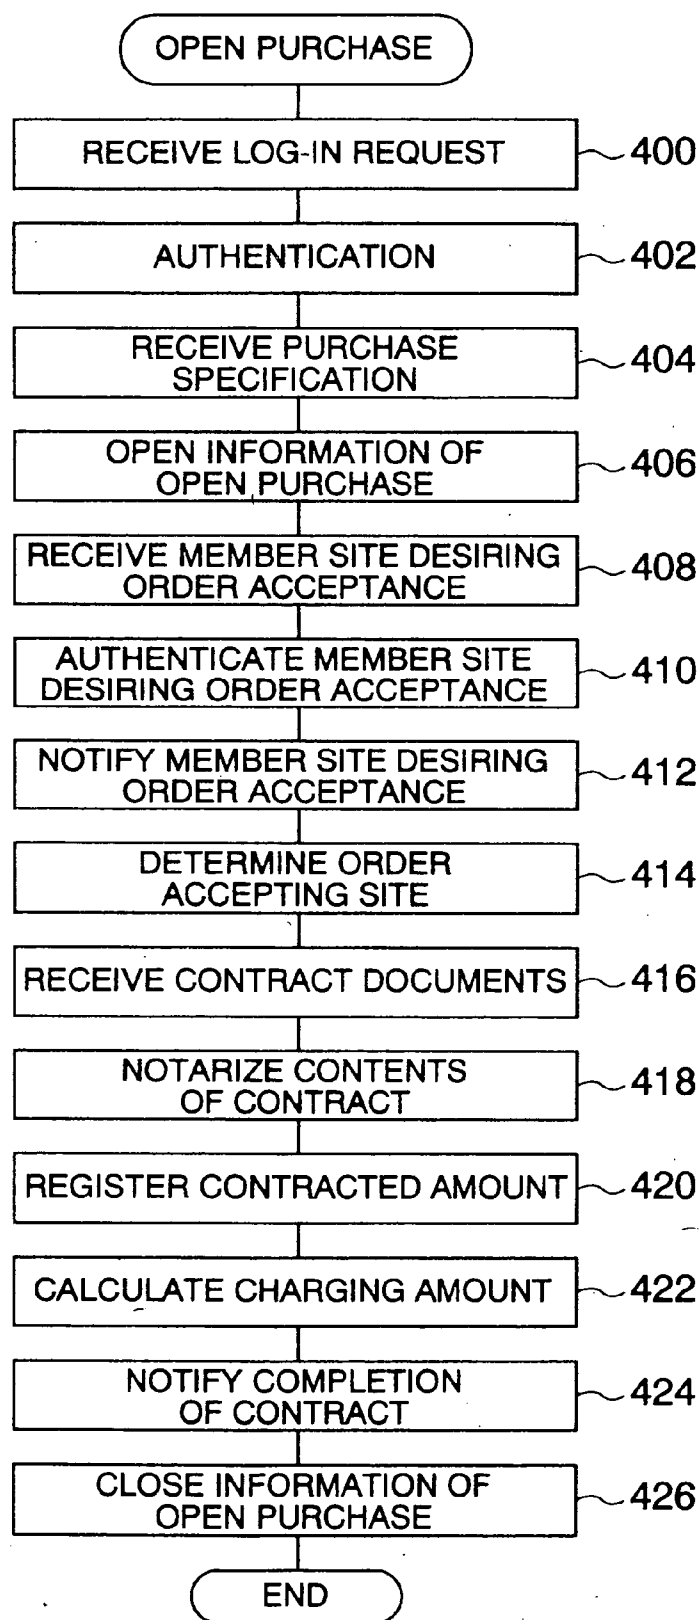 OPEN PURCHASE
RECEIVE LOG-IN REQUEST
400
AUTHENTICATION
402
RECEIVE PURCHASE
SPECIFICATION
404
OPEN INFORMATION OF
OPEN PURCHASE
406
RECEIVE MEMBER SITE DESIRING
ORDER ACCEPTANCE
408
AUTHENTICATE MEMBER SITE
DESIRING ORDER ACCEPTANCE
410
NOTIFY MEMBER SITE DESIRING
ORDER ACCEPTANCE
412
DETERMINE ORDER
ACCEPTING SITE
414
RECEIVE CONTRACT DOCUMENTS
416
NOTARIZE CONTENTS
OF CONTRACT
418
REGISTER CONTRACTED AMOUNT
420
CALCULATE CHARGING AMOUNT
422
NOTIFY COMPLETION
OF CONTRACT
424
CLOSE INFORMATION OF
OPEN PURCHASE
426
END